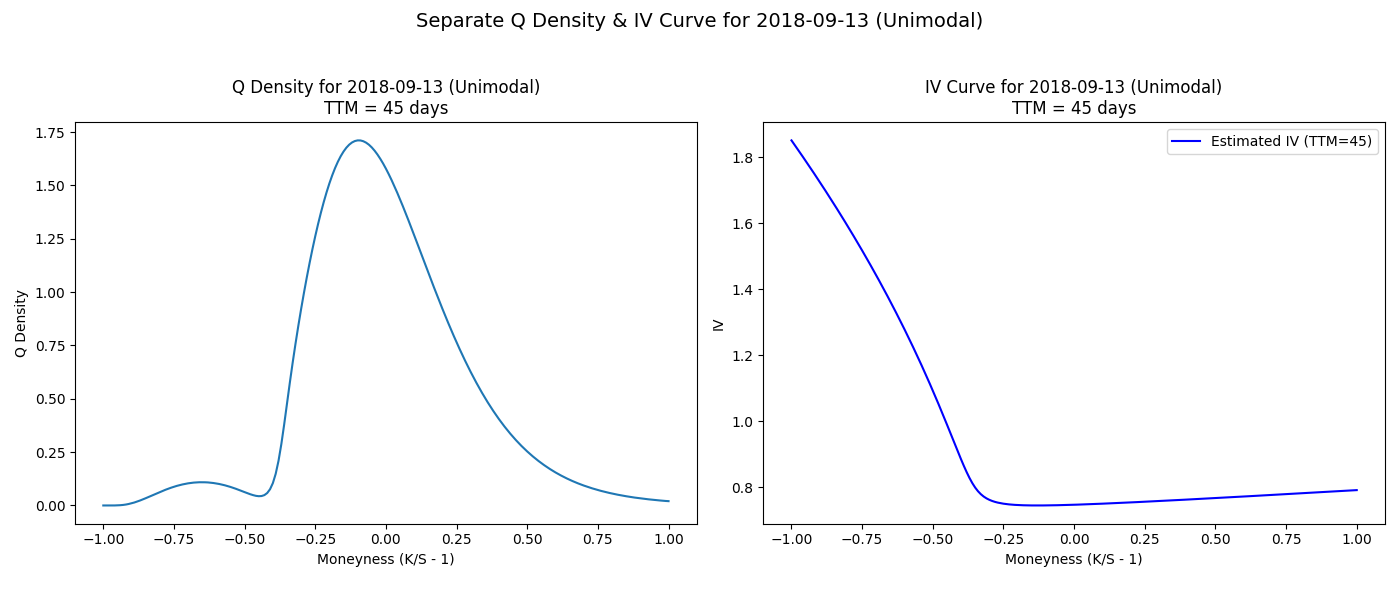 Separate Q Density & IV Curve for 2018-09-13 (Unimodal)
Q Density for 2018-09-13 (Unimodal)
TTM = 45 days
1.75
1.50
1.25
1.00
0.75
0.50
0.25
0.00
Q Density
−1.00 −0.75 −0.50 −0.25 0.00 0.25 0.50 0.75 1.00
Moneyness (K/S - 1)
IV Curve for 2018-09-13 (Unimodal)
TTM = 45 days
Estimated IV (TTM=45)
1.8
1.6
1.4
1.2
1.0
0.8
IV
−1.00 −0.75 −0.50 −0.25 0.00 0.25 0.50 0.75 1.00
Moneyness (K/S - 1)